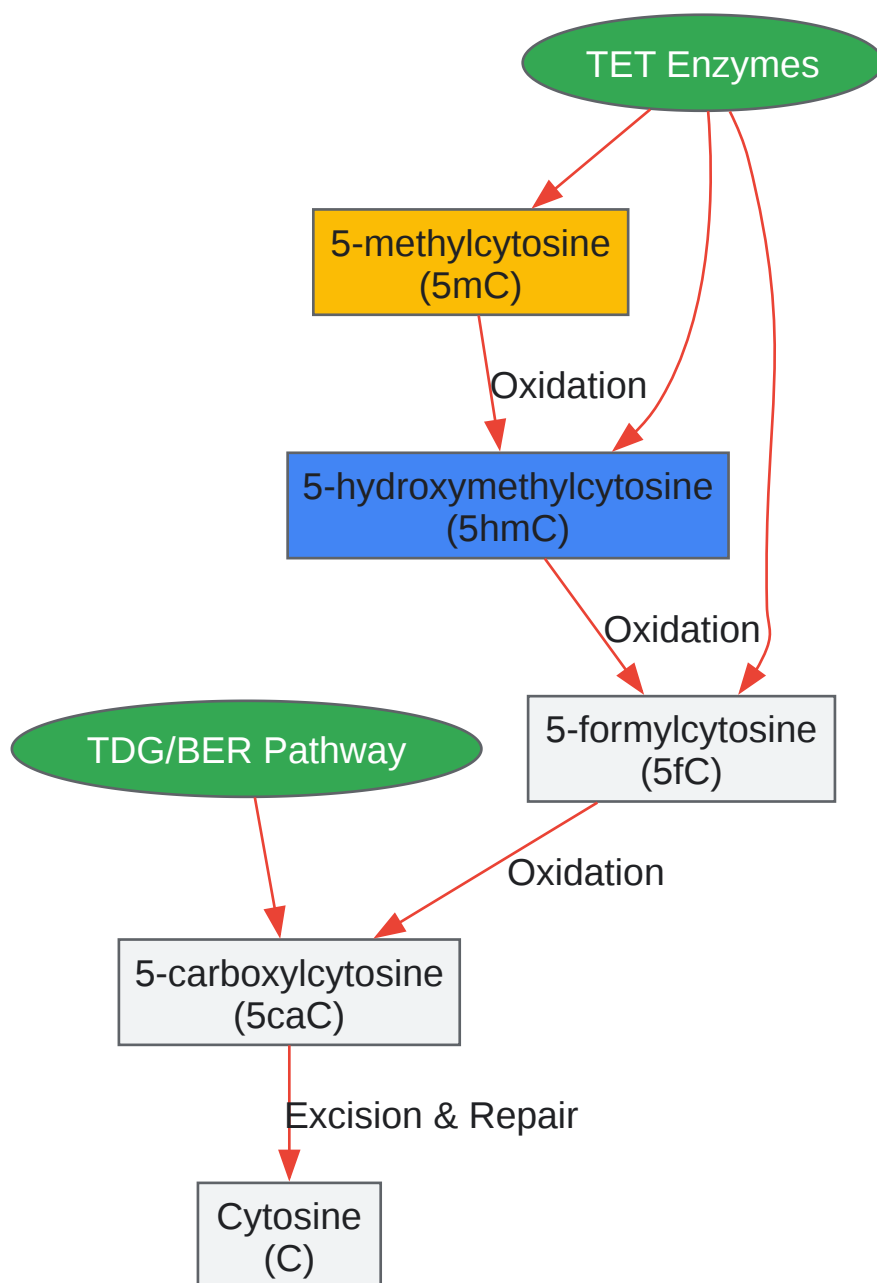 TET Enzymes
5-methylcytosine
(5mC)
Oxidation
5-hydroxymethylcytosine
(5hmC)
Oxidation
5-formylcytosine
(5fC)
TDG/BER Pathway
Oxidation
5-carboxylcytosine
(5caC)
Excision & Repair
Cytosine
(C)